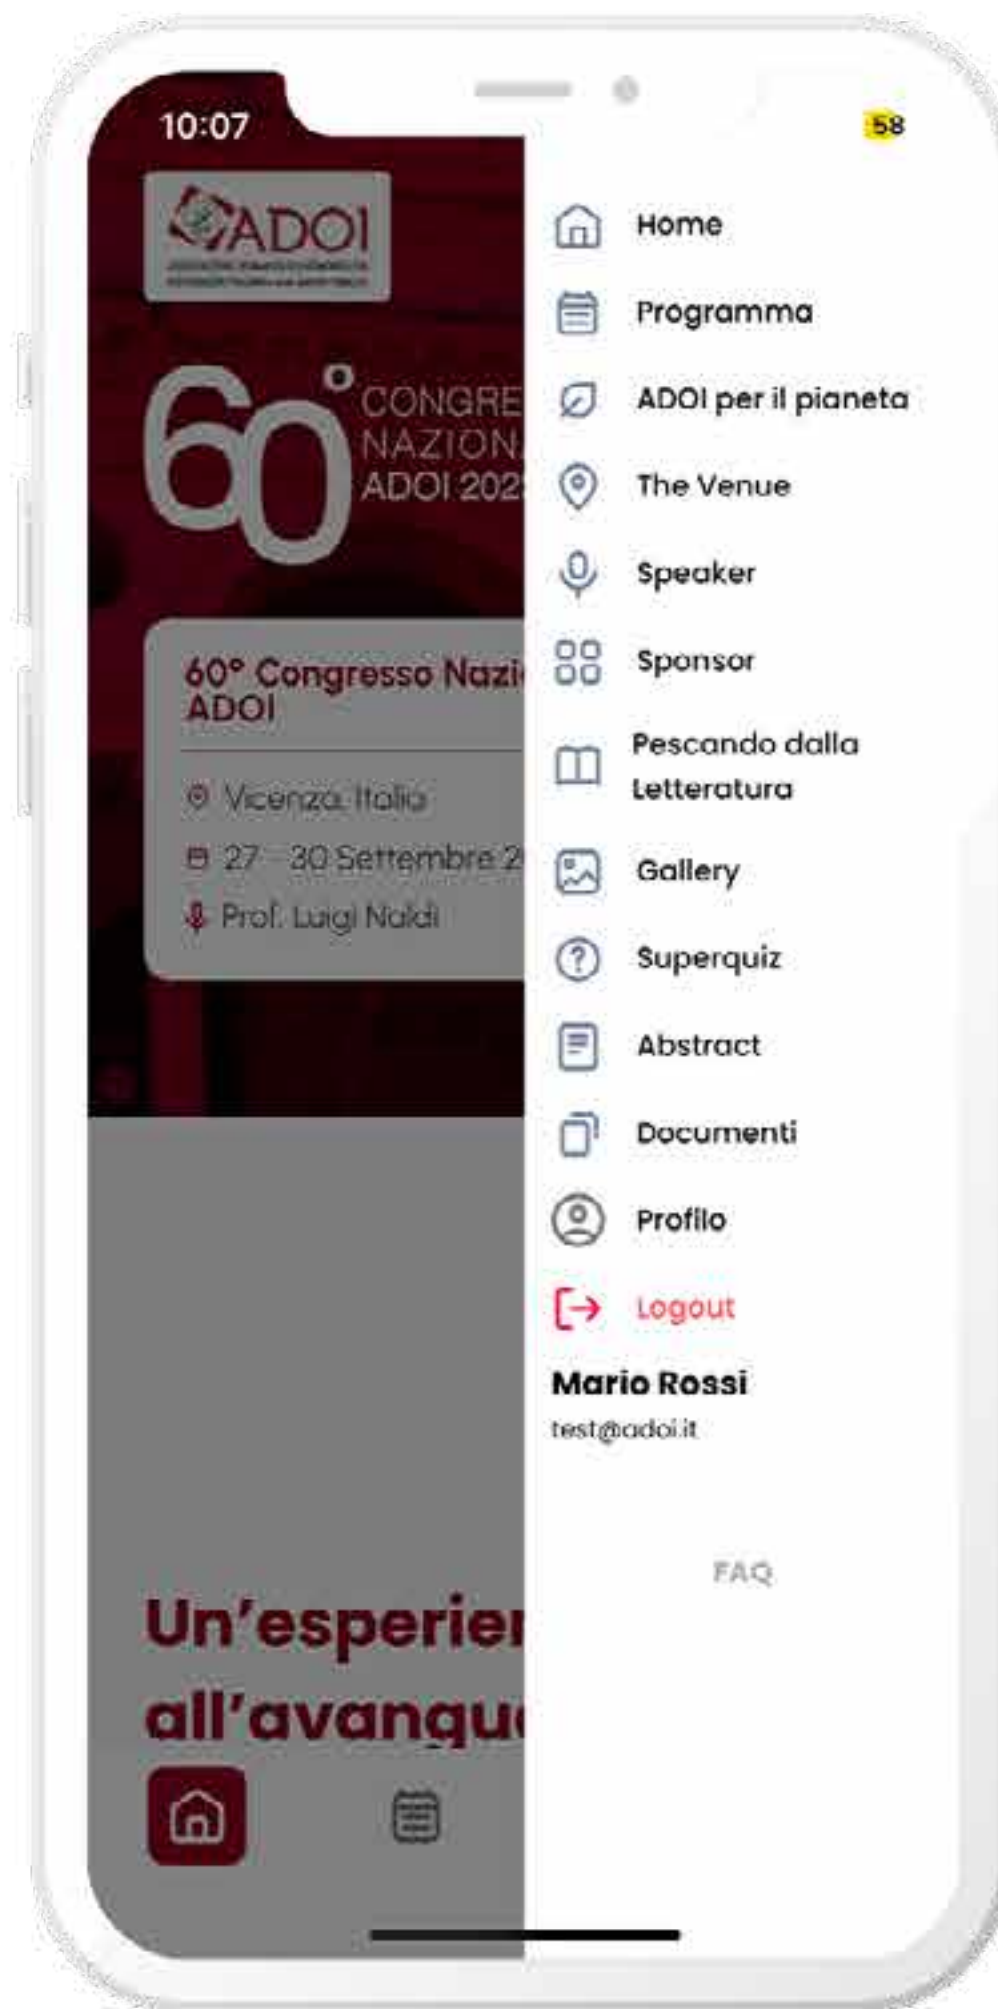 10:07
58
ADOI
60°
CONGRE
NAZION
ADOI 202
60° Congresso Nazi
ADOI
Vicenza, Italia
27 - 30 Settembre 2
Prof. Luigi Naldi
Un'esperie
all'avangu
Home
Programma
ADOI per il pianeta
The Venue
Speaker
Sponsor
Pescando dalla
Letteratura
Gallery
Superquiz
Abstract
Documenti
Profilo
Logout
Mario Rossi
test@adoi.it
FAQ